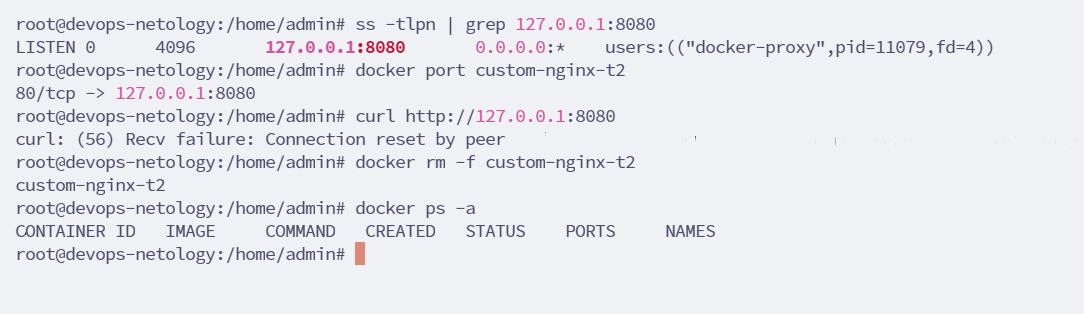 root@devops-netology:/home/admin# ss -tlpn | grep 127.0.0.1:8080
LISTEN 0      4096       127.0.0.1:8080       0.0.0.0:*    users:(("docker-proxy",pid=11079,fd=4))
root@devops-netology:/home/admin# docker port custom-nginx-t2
80/tcp -> 127.0.0.1:8080
root@devops-netology:/home/admin# curl http://127.0.0.1:8080
curl: (56) Recv failure: Connection reset by peer
root@devops-netology:/home/admin# docker rm -f custom-nginx-t2
custom-nginx-t2
root@devops-netology:/home/admin# docker ps -a
CONTAINER ID   IMAGE     COMMAND   CREATED   STATUS    PORTS     NAMES
root@devops-netology:/home/admin#